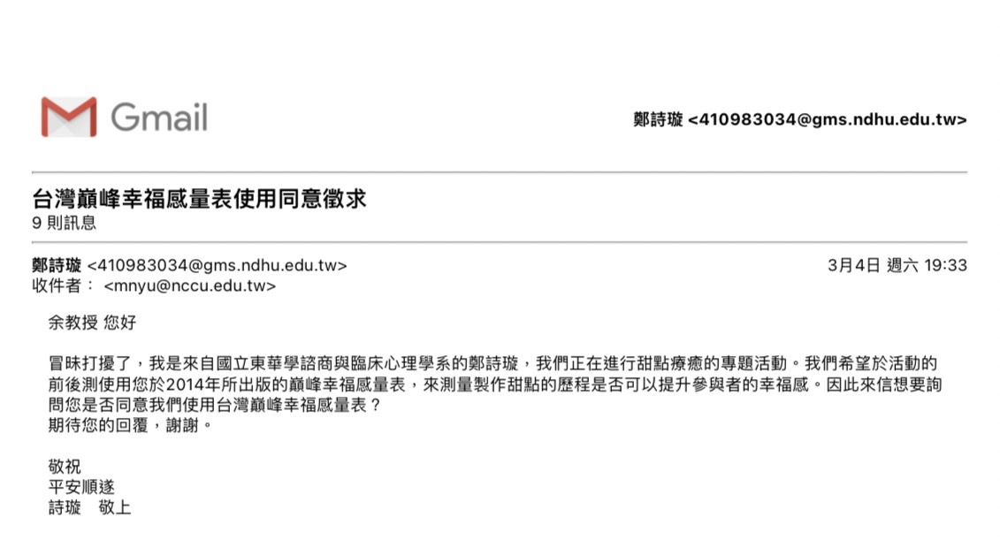 Gmail
鄭詩璇 <410983034@gms.ndhu.edu.tw>
台灣巔峰幸福感量表使用同意徵求
9 則訊息
鄭詩璇 <410983034@gms.ndhu.edu.tw>
3月4日 週六 19:33
收件者： <mnyu@nccu.edu.tw>
余教授 您好
冒昧打擾了，我是來自國立東華學諮商與臨床心理學系的鄭詩璇，我們正在進行甜點療癒的專題活動。我們希望於活動的
前後測使用您於2014年所出版的巔峰幸福感量表，來測量製作甜點的歷程是否可以提升參與者的幸福感。因此來信想要詢
問您是否同意我們使用台灣巔峰幸福感量表？
期待您的回覆，謝謝。
敬祝
平安順遂
詩璇　敬上